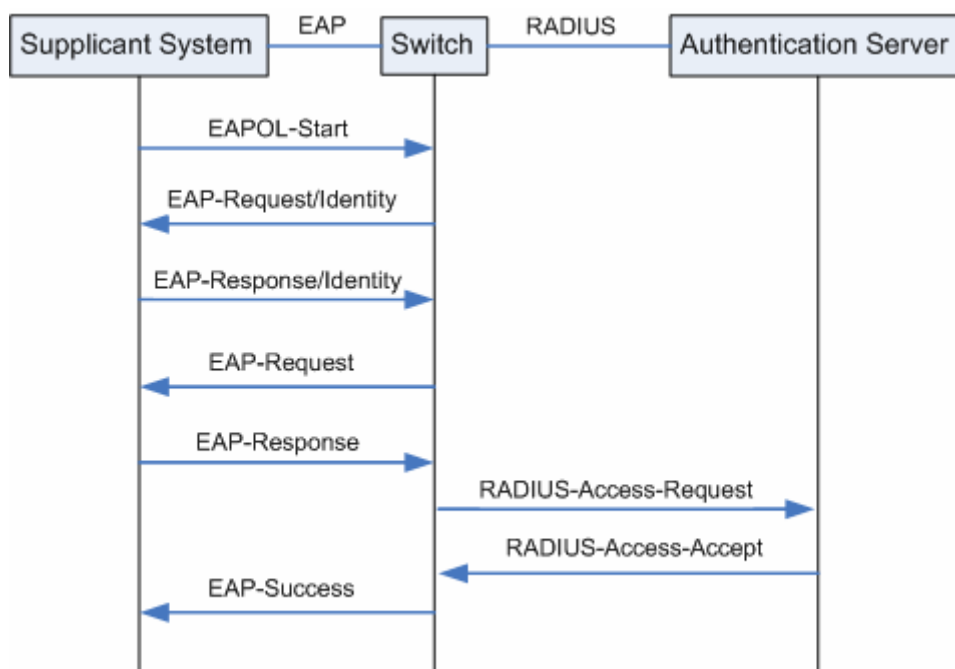 EAP
RADIUS
Supplicant System
Switch
Authentication Server
EAPOL-Start
EAP-Request/Identity
EAP-Response/Identity
EAP-Request
EAP-Response
RADIUS-Access-Request
RADIUS-Access-Accept
EAP-Success